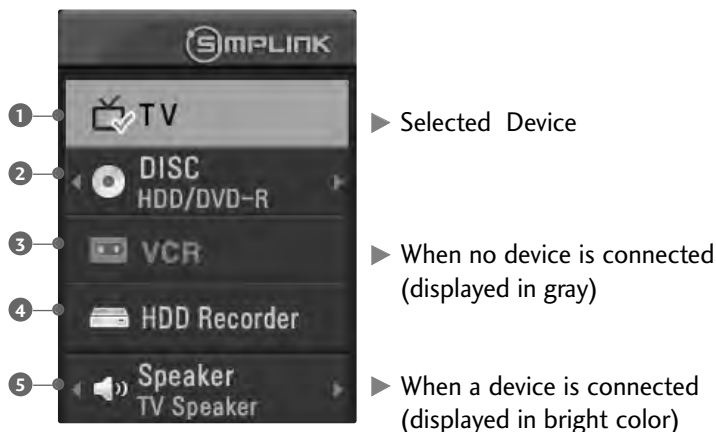 SIMPLINK
1 TV
▶ Selected Device
2 DISC
HDD/DVD-R
3 VCR
▶ When no device is connected
(displayed in gray)
4 HDD Recorder
5 Speaker
TV Speaker
▶ When a device is connected
(displayed in bright color)